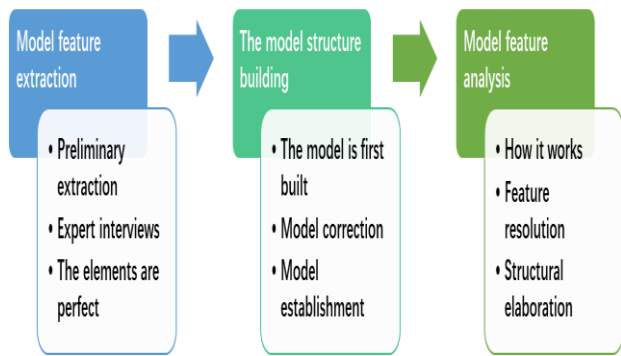 Model feature
extraction
• Preliminary
extraction
• Expert interviews
• The elements are
perfect
The model structure
building
• The model is first
built
• Model correction
• Model
establishment
Model feature
analysis
• How it works
• Feature
resolution
• Structural
elaboration